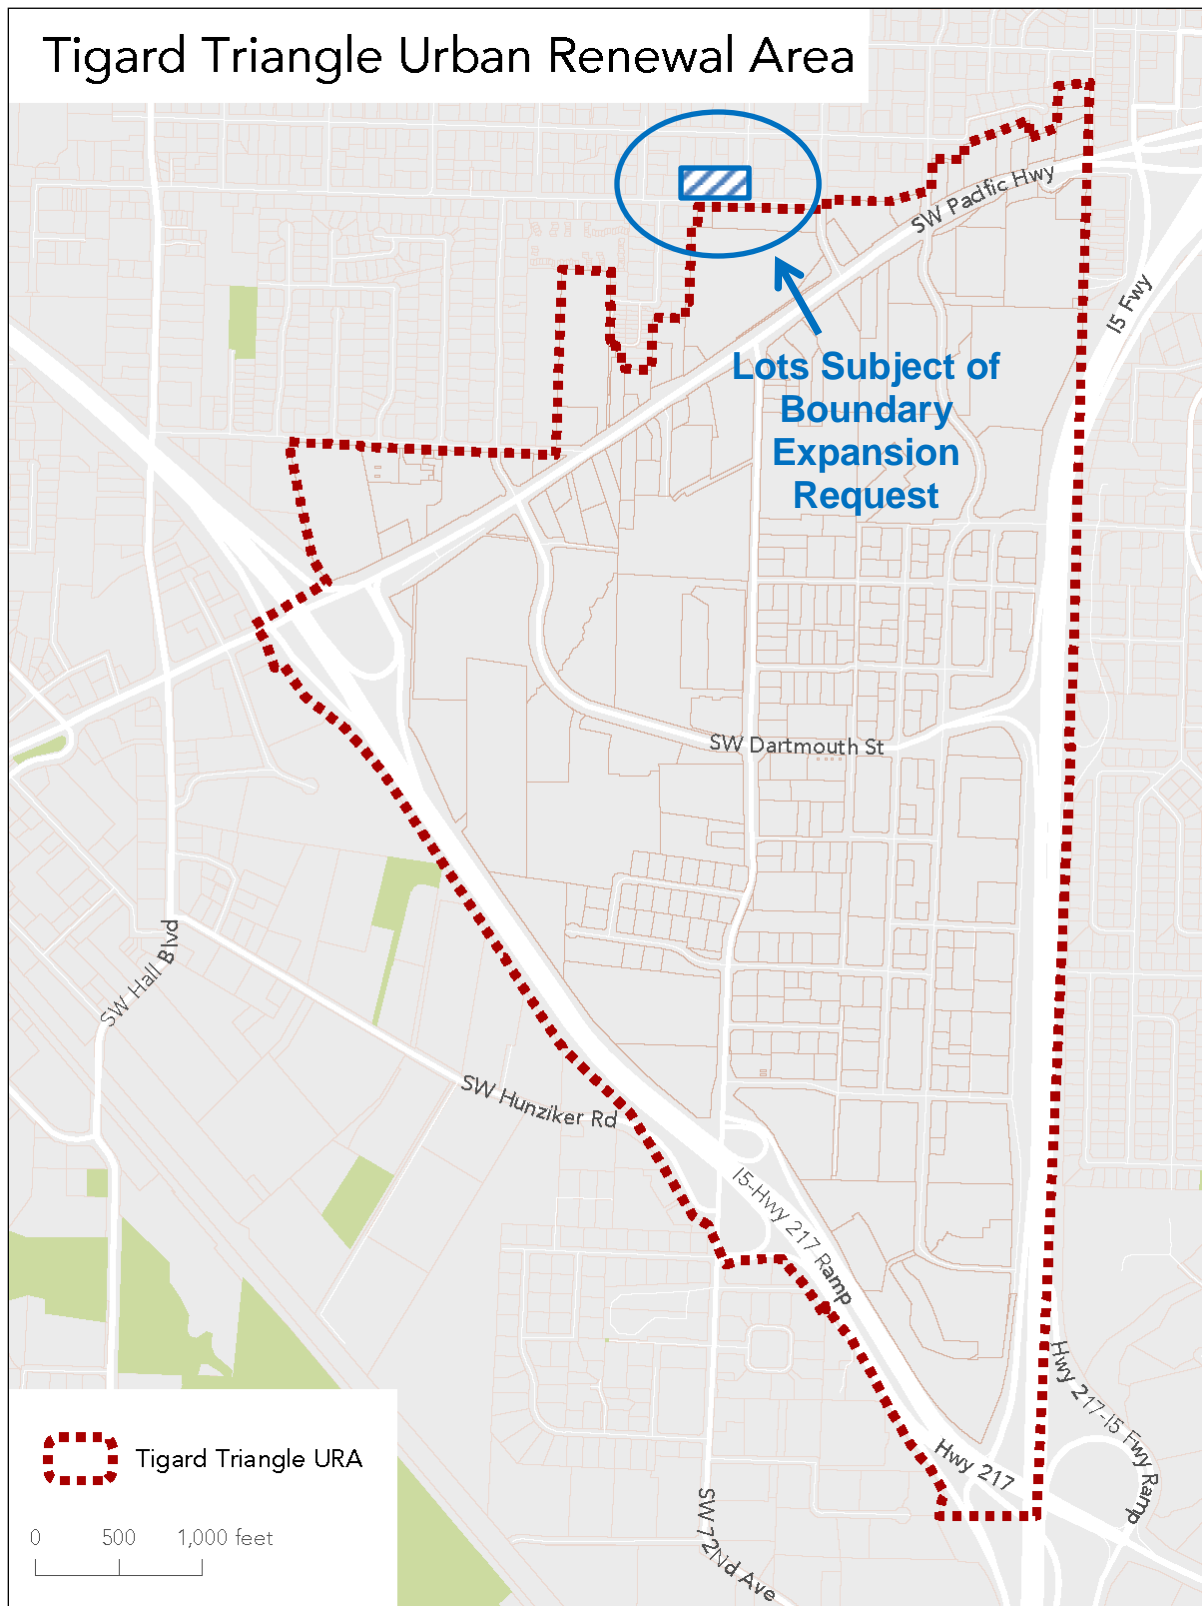 Tigard Triangle Urban Renewal Area
SW Pacific Hwy
I5 Fwy
Lots Subject of
Boundary
Expansion
Request
SW Dartmouth St
SW Hall Blvd
SW Hunziker Rd
I5-Hwy 217 Ramp
Hwy 217-I5 Fwy Ramp
Hwy 217
Tigard Triangle URA
SW 72Nd Ave
0 500 1,000 feet